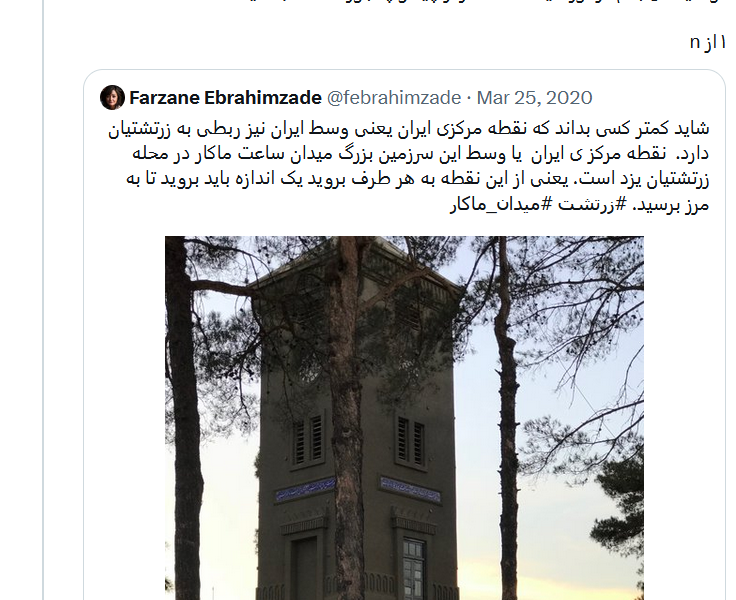 ۱ از n
Farzane Ebrahimzade @febrahimzade · Mar 25, 2020
شاید کمتر کسی بداند که نقطه مرکزی ایران یعنی وسط ایران نیز ربطی به زرتشتیان
دارد. نقطه مرکز ی ایران یا وسط این سرزمین بزرگ میدان ساعت ماکار در محله
زرتشتیان یزد است. یعنی از این نقطه به هر طرف بروید یک اندازه باید بروید تا به
مرز برسید. #زرتشت #میدان_ماکار